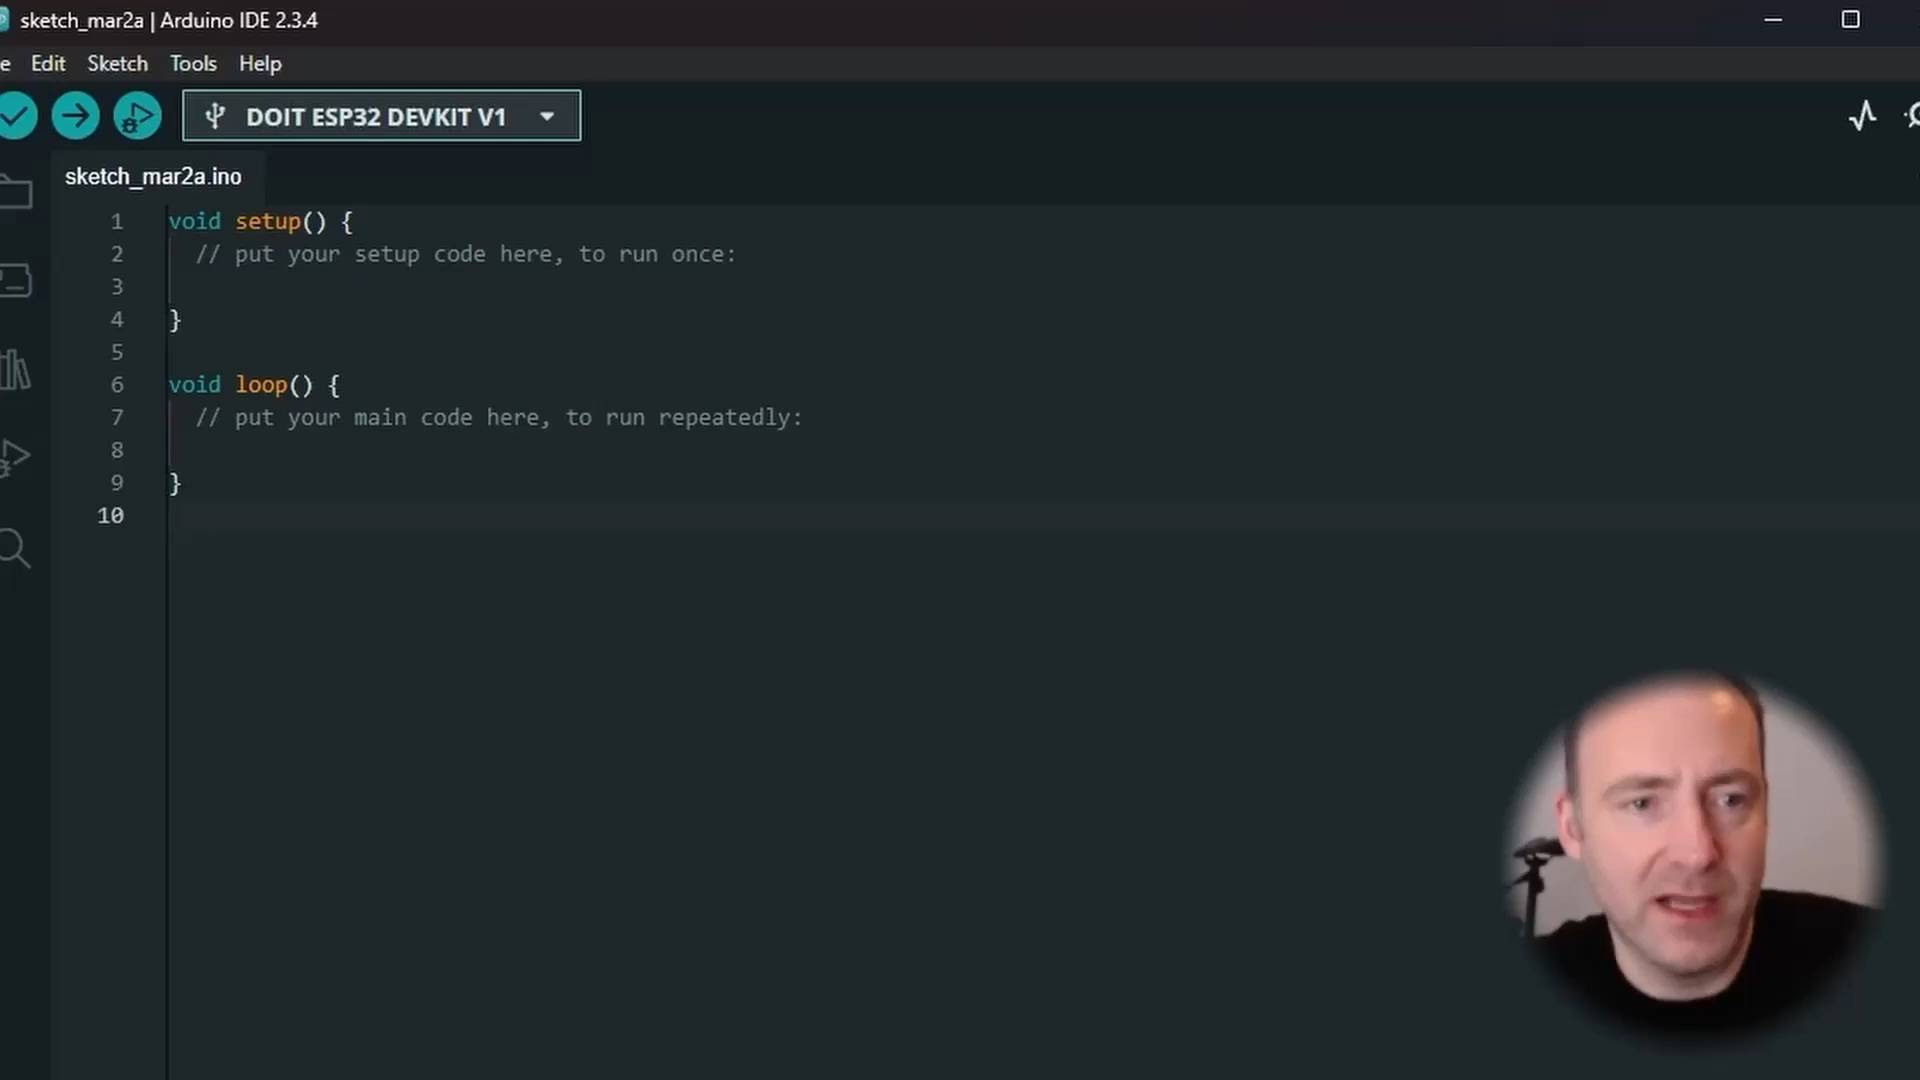 sketch_mar2a | Arduino IDE 2.3.4
e Edit Sketch Tools Help
DOIT ESP32 DEVKIT V1
sketch_mar2a.ino
1 void setup() {
2 // put your setup code here, to run once:
3
4 }
5
6 void loop() {
7 // put your main code here, to run repeatedly:
8
9 }
10